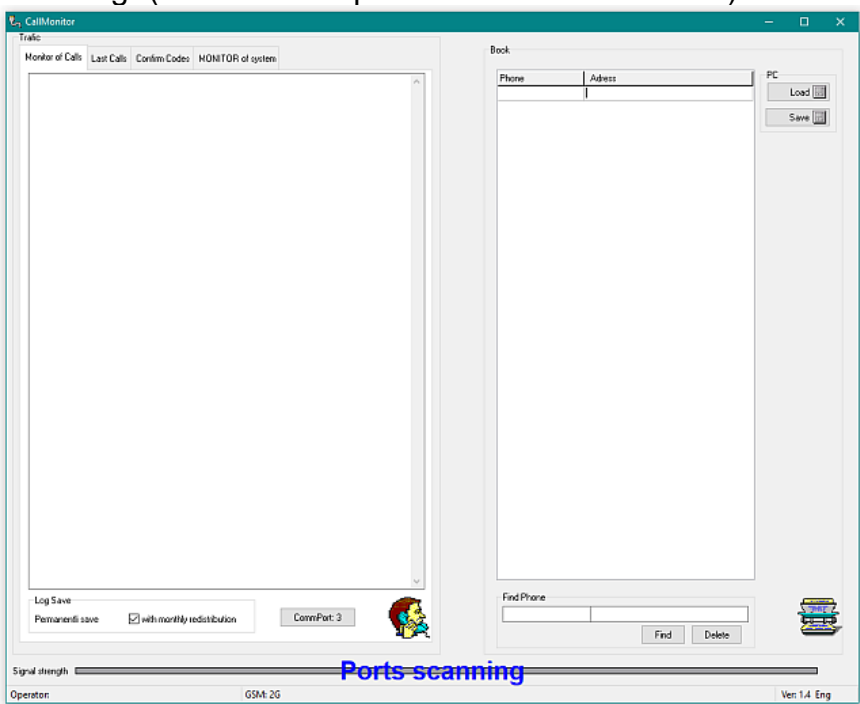 CallMonitor
Trafic
Monitor of Calls Last Calls Confirm Codes MONITOR of system
Log Save
Permanentli save with monthly redistribution
CommPort: 3
Book
Phone Adress
PC
Load
Save
Find Phone
Find Delete
Signal strength
Ports scanning
Operator: GSM: 2G Ver: 1.4 Eng